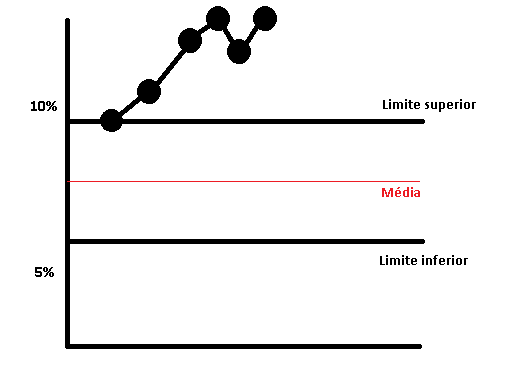 Limite superior
10%
Média
Limite inferior
5%